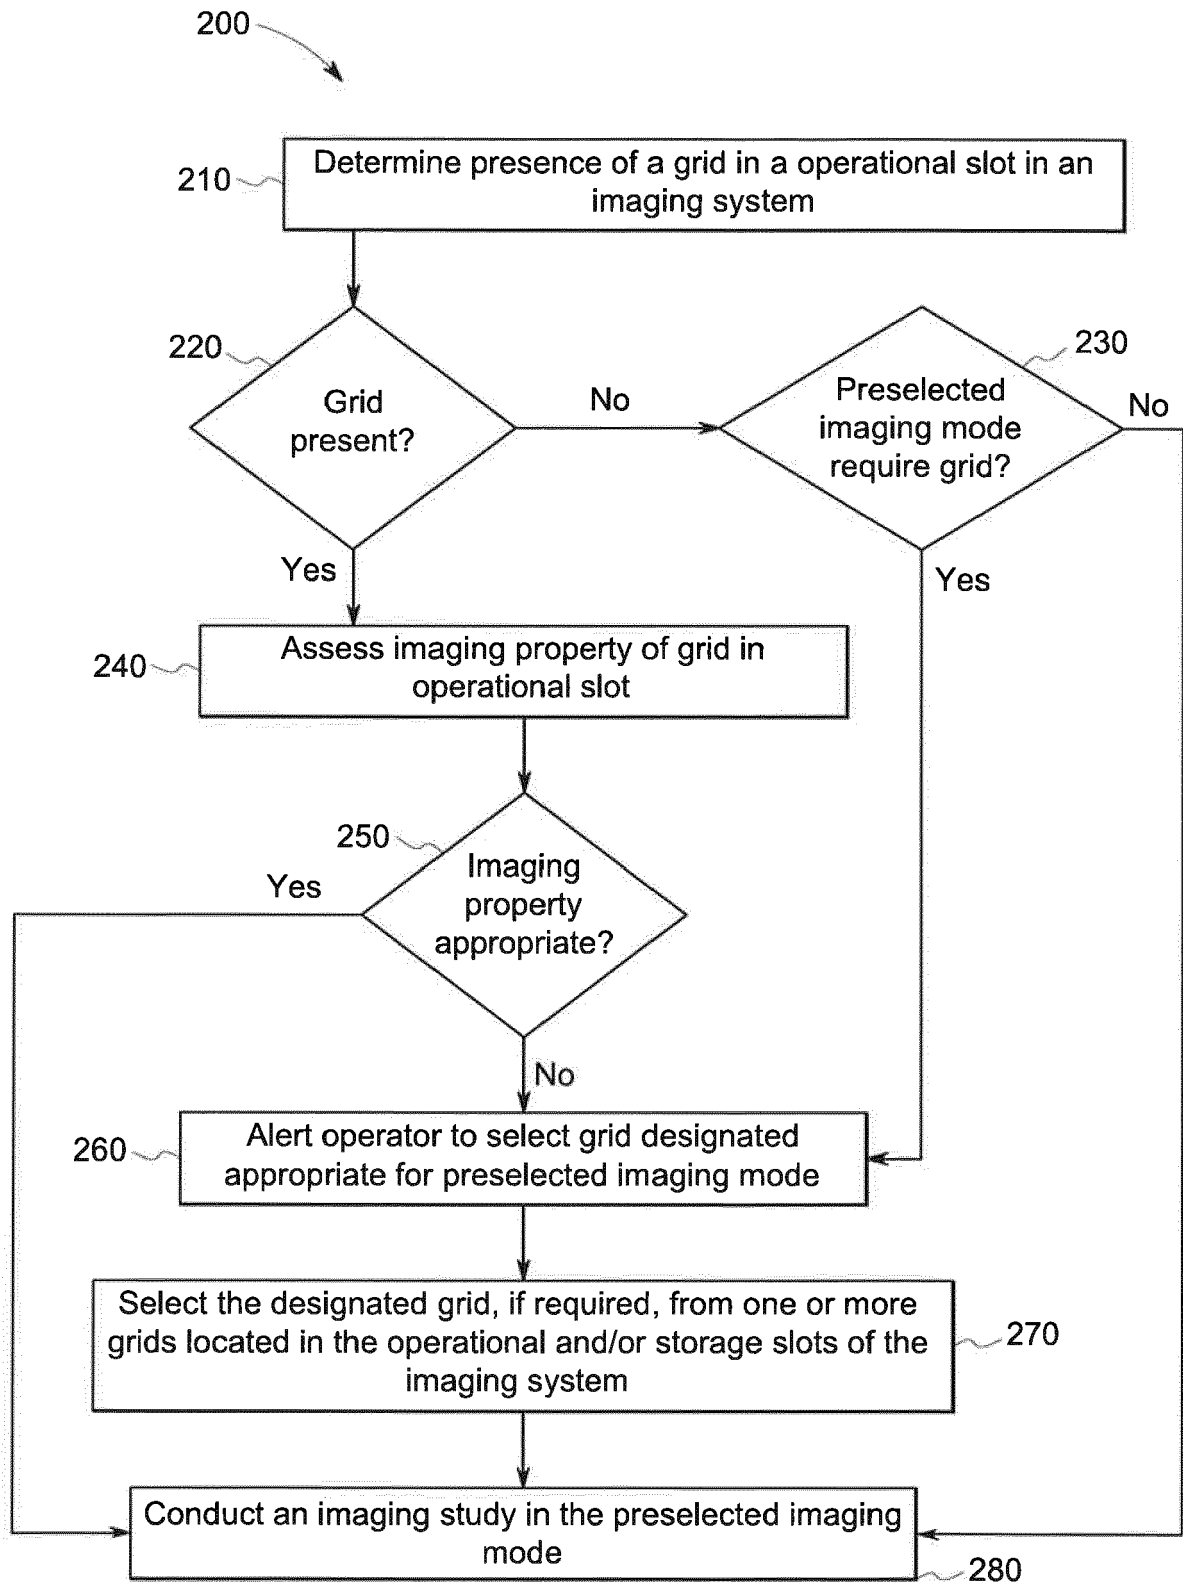 200
210
Determine presence of a grid in a operational slot in an
imaging system
220
Grid
present?
No
230
Preselected
imaging mode
require grid?
No
Yes
Yes
240
Assess imaging property of grid in
operational slot
250
Imaging
property
appropriate?
Yes
No
260
Alert operator to select grid designated
appropriate for preselected imaging mode
Select the designated grid, if required, from one or more
grids located in the operational and/or storage slots of the
imaging system
270
Conduct an imaging study in the preselected imaging
mode
280